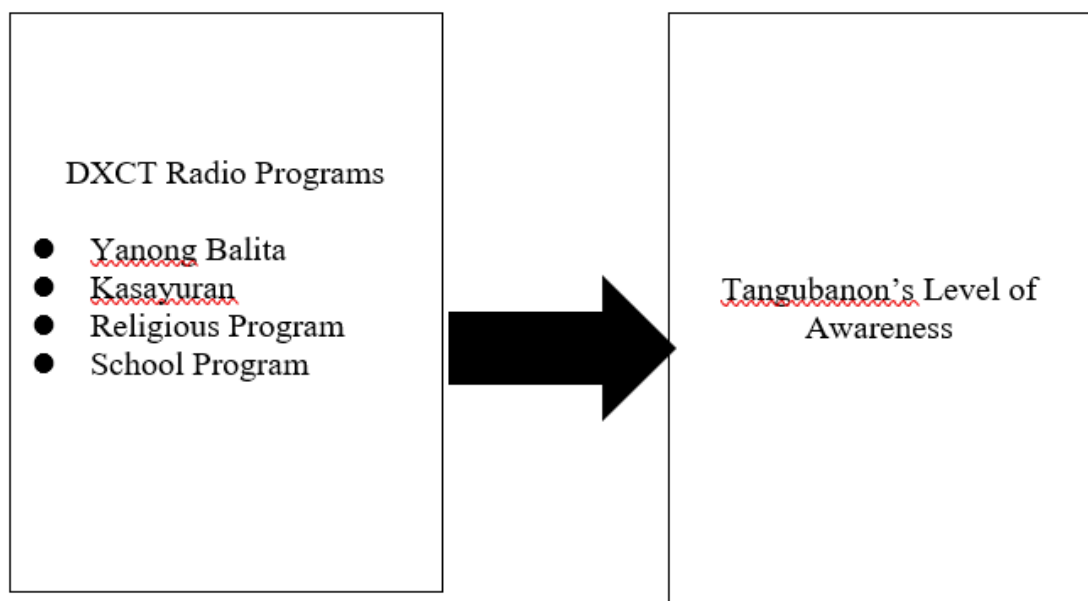 DXCT Radio Programs
● Yanong Balita
● Kasayuran
● Religious Program
● School Program
Tangubanon’s Level of
Awareness